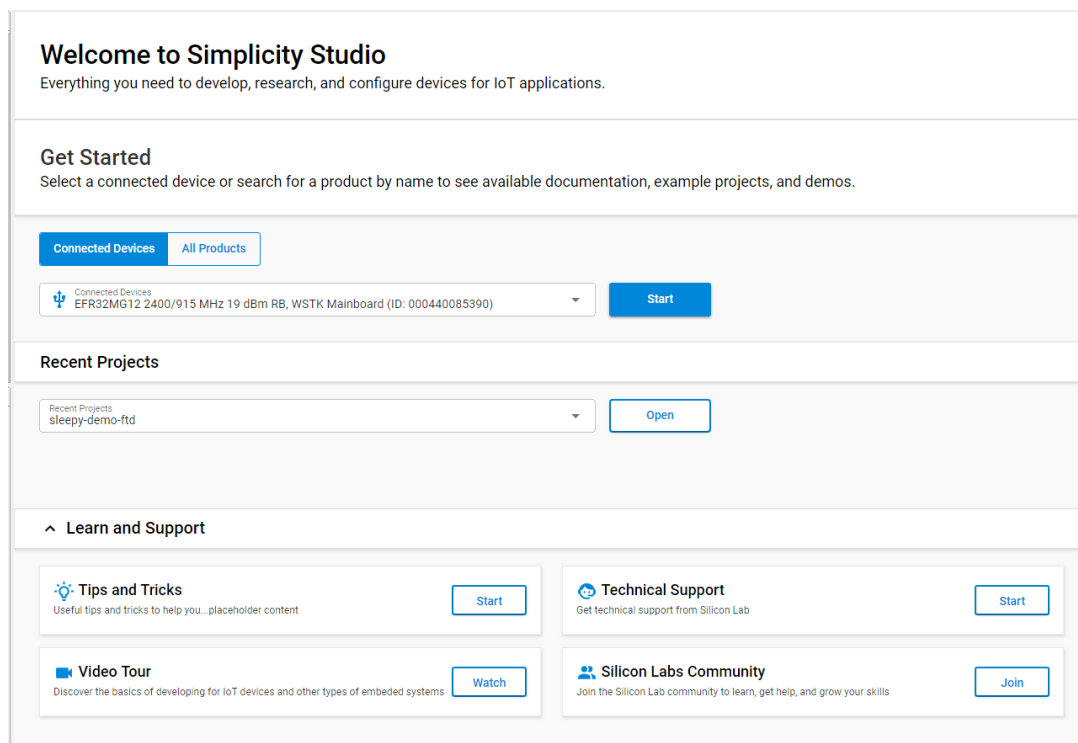 Welcome to Simplicity Studio
Everything you need to develop, research, and configure devices for IoT applications.
Get Started
Select a connected device or search for a product by name to see available documentation, example projects, and demos.
Connected Devices
All Products
Connected Devices
EFR32MG12 2400/915 MHz 19 dBm RB, WSTK Mainboard (ID: 000440085390)
Start
Recent Projects
Recent Projects
sleepy-demo-ftd
Open
Learn and Support
Tips and Tricks
Useful tips and tricks to help you...placeholder content
Start
Technical Support
Get technical support from Silicon Lab
Start
Video Tour
Discover the basics of developing for IoT devices and other types of embeded systems
Watch
Silicon Labs Community
Join the Silicon Lab community to learn, get help, and grow your skills
Join